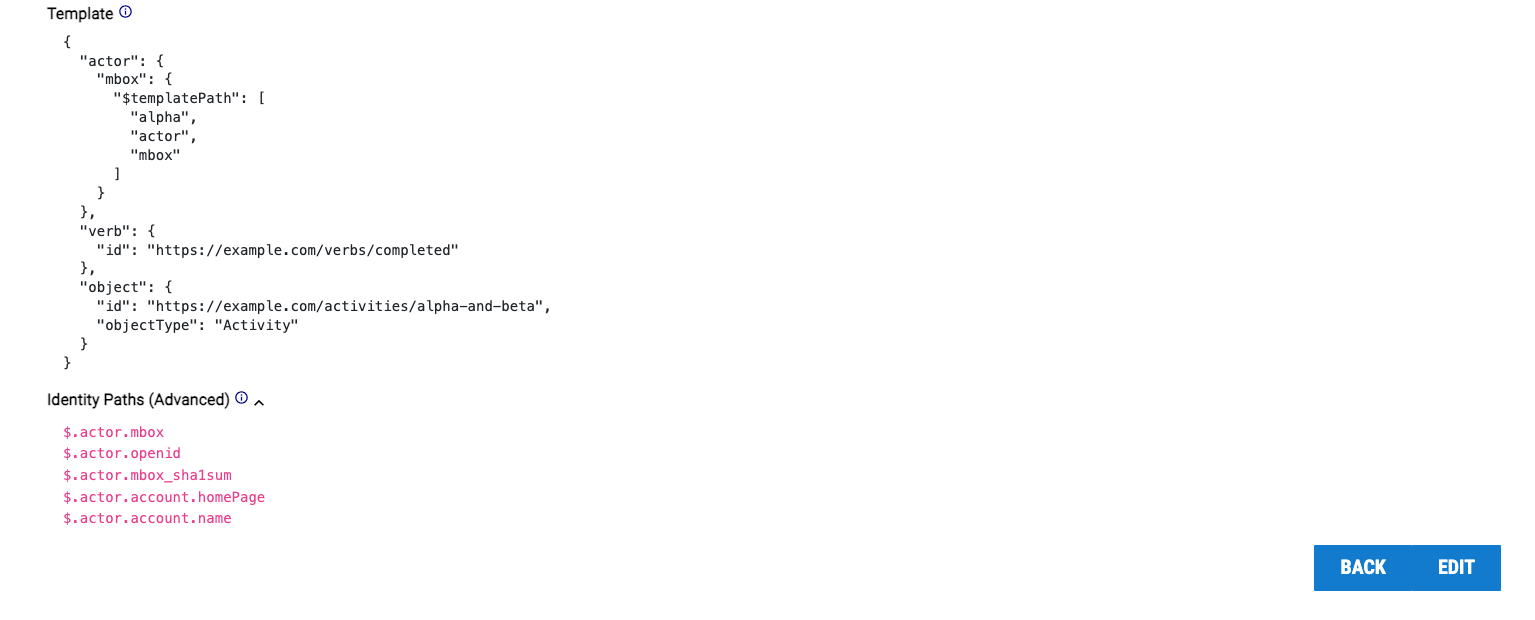 Template
{
  "actor": {
    "mbox": {
      "$templatePath": [
        "alpha",
        "actor",
        "mbox"
      ]
    }
  },
  "verb": {
    "id": "https://example.com/verbs/completed"
  },
  "object": {
    "id": "https://example.com/activities/alpha-and-beta",
    "objectType": "Activity"
  }
}
Identity Paths (Advanced)
$.actor.mbox
$.actor.openid
$.actor.mbox_sha1sum
$.actor.account.homePage
$.actor.account.name
BACK EDIT